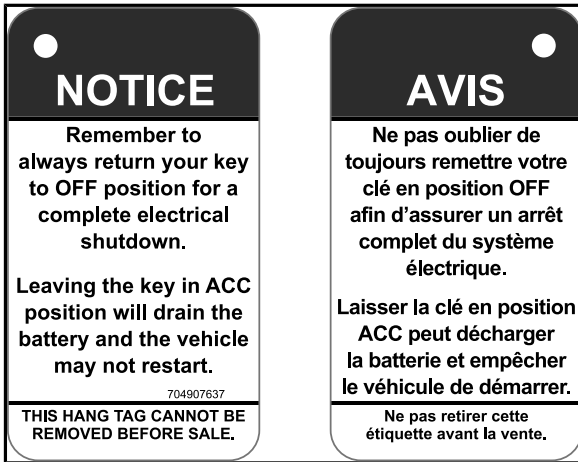 NOTICE
Remember to
always return your key
to OFF position for a
complete electrical
shutdown.
Leaving the key in ACC
position will drain the
battery and the vehicle
may not restart.
704907637
THIS HANG TAG CANNOT BE
REMOVED BEFORE SALE.
AVIS
Ne pas oublier de
toujours remettre votre
clé en position OFF
afin d'assurer un arrêt
complet du système
électrique.
Laisser la clé en position
ACC peut décharger
la batterie et empêcher
le véhicule de démarrer.
Ne pas retirer cette
étiquette avant la vente.